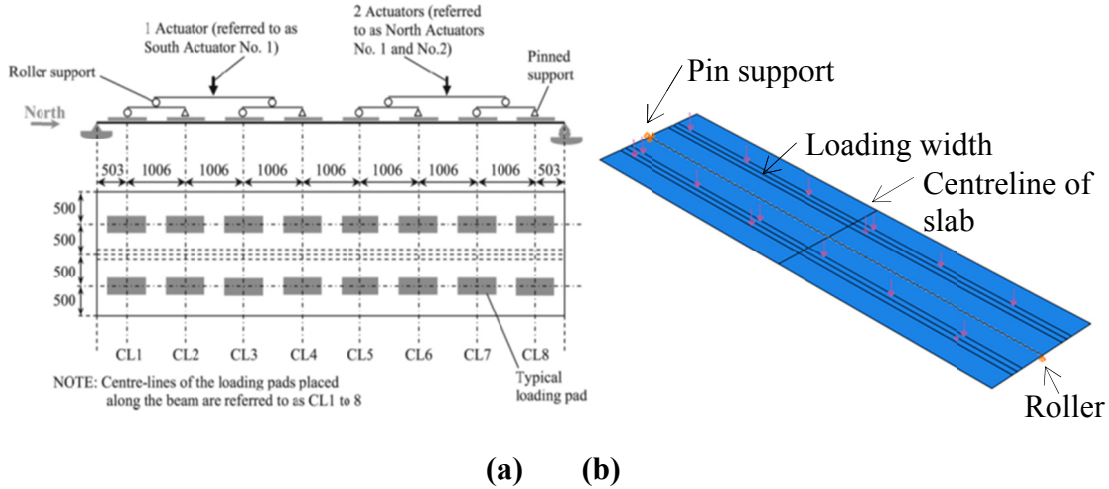 1 Actuator (referred to as
South Actuator No. 1)
2 Actuators (referred
to as North Actuators
No. 1 and No.2)
Roller support
Pinned
support
North
503 1006 1006 1006 1006 1006 1006 1006 503
500
500
500
500
CL1 CL2 CL3 CL4 CL5 CL6 CL7 CL8
NOTE: Centre-lines of the loading pads placed
along the beam are referred to as CL1 to 8
Typical
loading pad
Pin support
Loading width
Centreline of
slab
Roller
(a) (b)